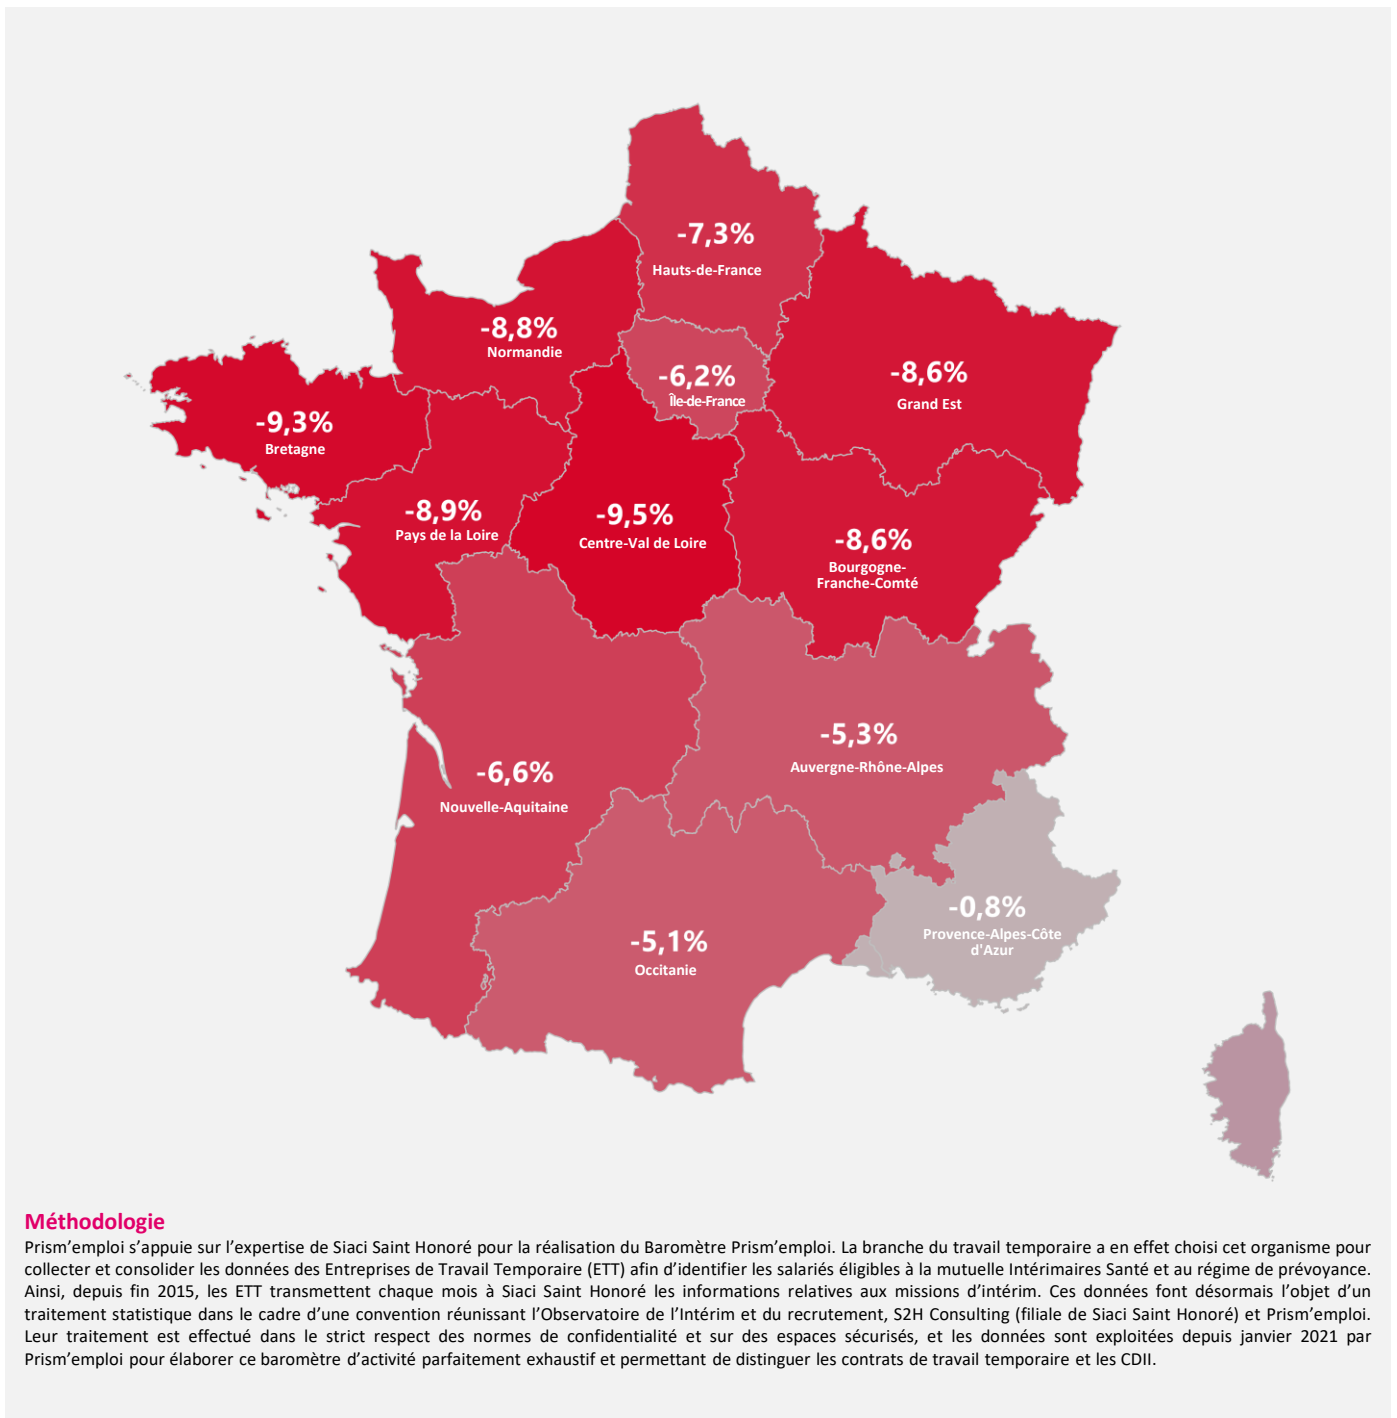 -7,3%
Hauts-de-France
-8,8%
Normandie
-6,2%
Île-de-France
-8,6%
Grand Est
-9,3%
Bretagne
-8,9%
Pays de la Loire
-9,5%
Centre-Val de Loire
-8,6%
Bourgogne-
Franche-Comté
-5,3%
Auvergne-Rhône-Alpes
-6,6%
Nouvelle-Aquitaine
-0,8%
Provence-Alpes-Côte
d'Azur
-5,1%
Occitanie
Méthodologie
Prism’emploi s’appuie sur l’expertise de Siaci Saint Honoré pour la réalisation du Baromètre Prism’emploi. La branche du travail temporaire a en effet choisi cet organisme pour
collecter et consolider les données des Entreprises de Travail Temporaire (ETT) afin d’identifier les salariés éligibles à la mutuelle Intérimaires Santé et au régime de prévoyance.
Ainsi, depuis fin 2015, les ETT transmettent chaque mois à Siaci Saint Honoré les informations relatives aux missions d’intérim. Ces données font désormais l’objet d’un
traitement statistique dans le cadre d’une convention réunissant l’Observatoire de l’Intérim et du recrutement, S2H Consulting (filiale de Siaci Saint Honoré) et Prism’emploi.
Leur traitement est effectué dans le strict respect des normes de confidentialité et sur des espaces sécurisés, et les données sont exploitées depuis janvier 2021 par
Prism’emploi pour élaborer ce baromètre d’activité parfaitement exhaustif et permettant de distinguer les contrats de travail temporaire et les CDII.